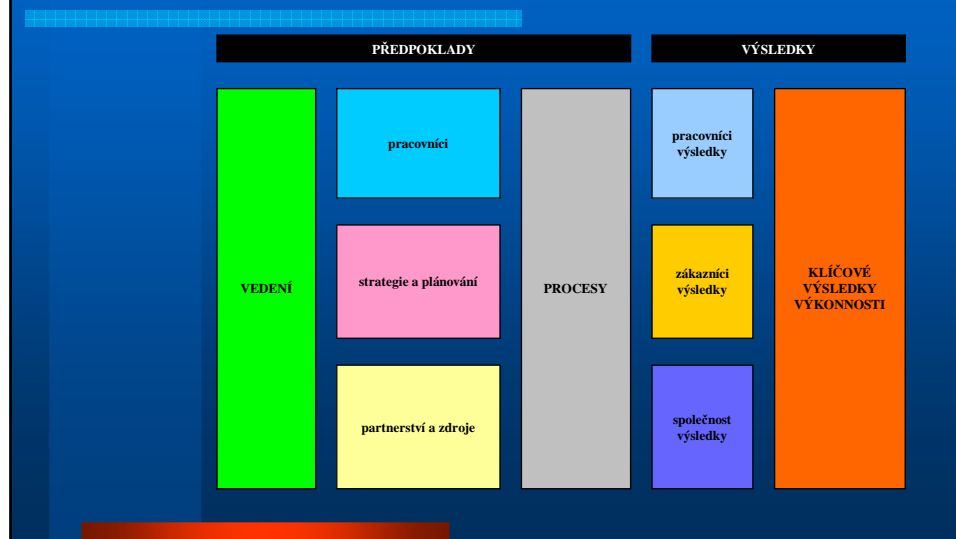 PŘEDPOKLADY
VÝSLEDKY
VEDENÍ
pracovníci
strategie a plánování
partnerství a zdroje
PROCESY
pracovníci
výsledky
zákazníci
výsledky
společnost
výsledky
KLÍČOVÉ
VÝSLEDKY
VÝKONNOSTI